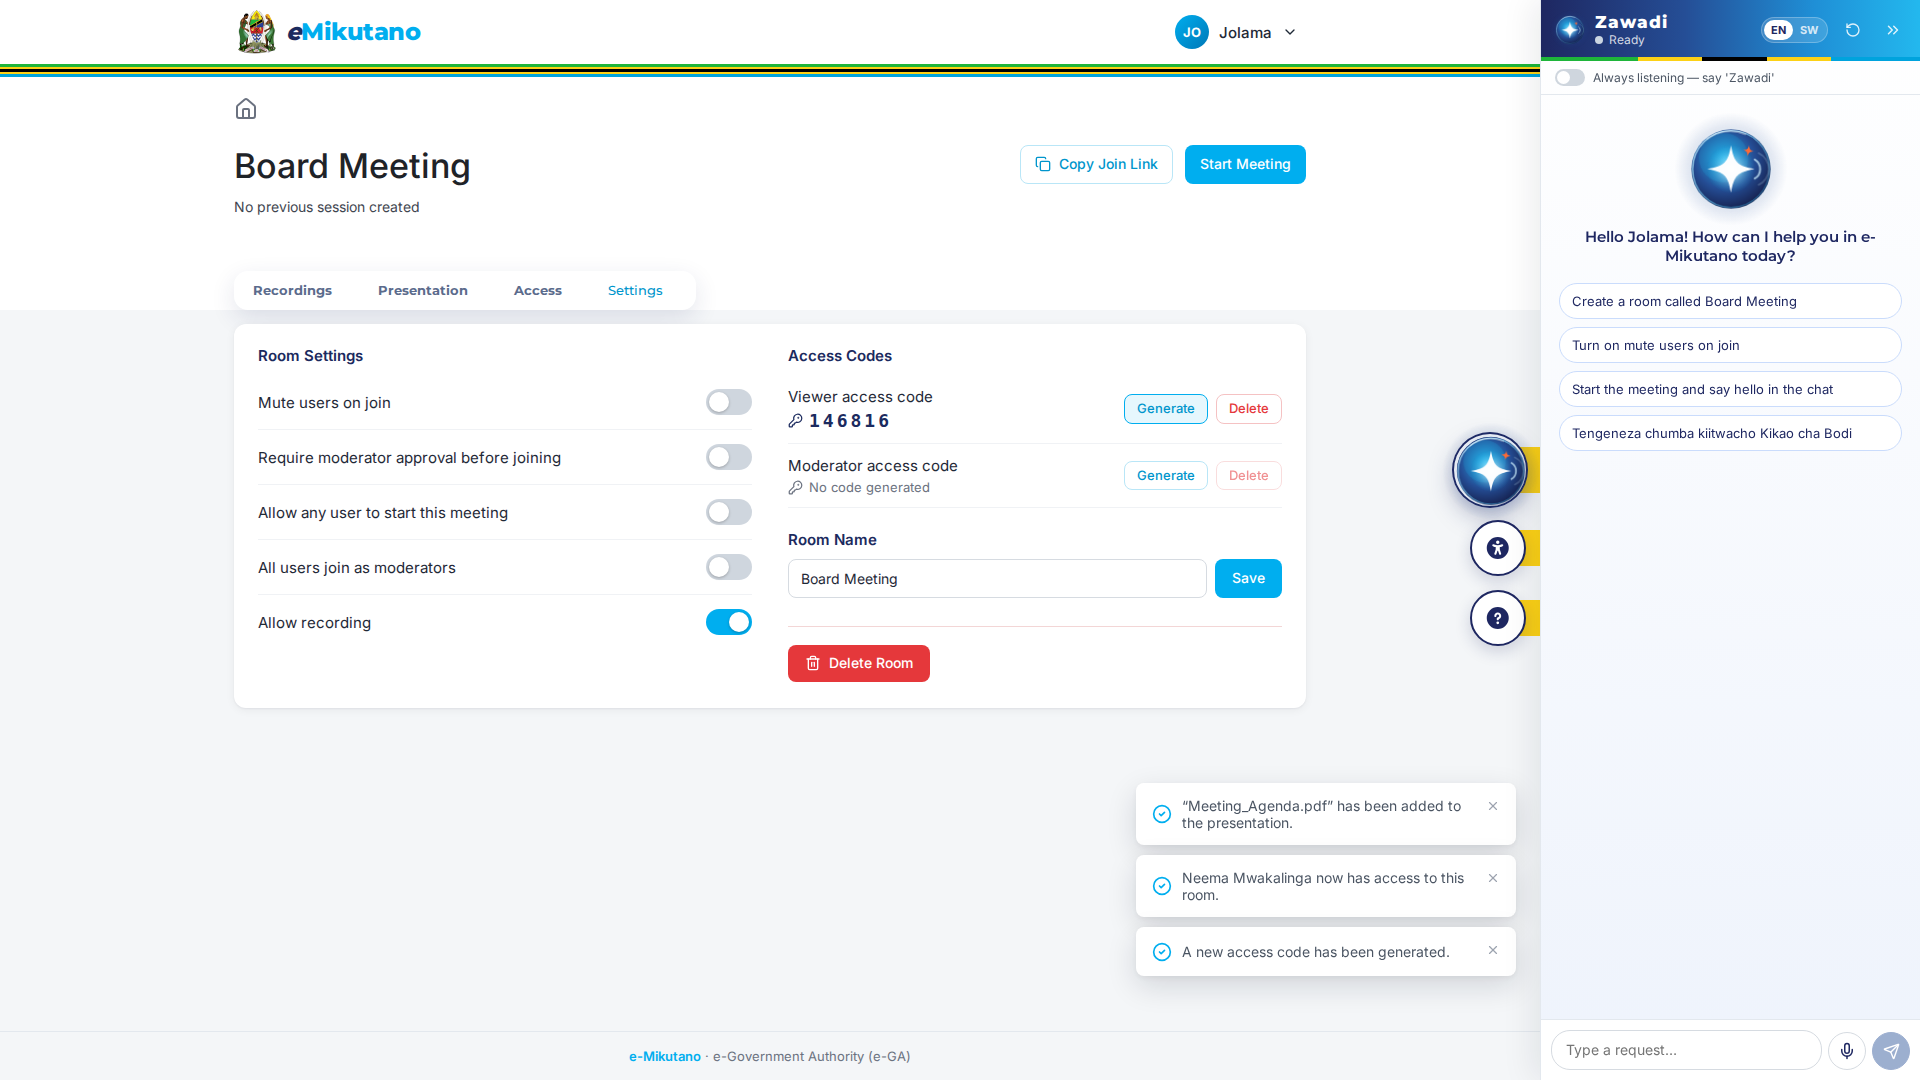 eMikutano
JO
Jolama
Board Meeting
No previous session created
Copy Join Link
Start Meeting
Recordings
Presentation
Access
Settings
Room Settings
Mute users on join
Require moderator approval before joining
Allow any user to start this meeting
All users join as moderators
Allow recording
Access Codes
Viewer access code
146816
Generate
Delete
Moderator access code
No code generated
Generate
Delete
Room Name
Board Meeting
Save
Delete Room
“Meeting_Agenda.pdf” has been added to
the presentation.
Neema Mwakalinga now has access to this
room.
A new access code has been generated.
e-Mikutano · e-Government Authority (e-GA)
Zawadi
Ready
EN
SW
Always listening — say 'Zawadi'
Hello Jolama! How can I help you in e-
Mikutano today?
Create a room called Board Meeting
Turn on mute users on join
Start the meeting and say hello in the chat
Tengeneza chumba kiitwacho Kikao cha Bodi
Type a request...